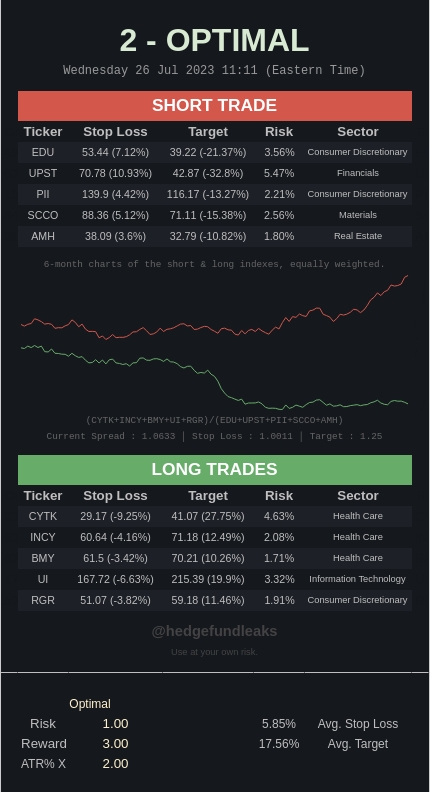 2 - OPTIMAL
Wednesday 26 Jul 2023 11:11 (Eastern Time)
SHORT TRADE
Ticker Stop Loss Target Risk Sector
EDU 53.44 (7.12%) 39.22 (-21.37%) 3.56% Consumer Discretionary
UPST 70.78 (10.93%) 42.87 (-32.8%) 5.47% Financials
PII 139.9 (4.42%) 116.17 (-13.27%) 2.21% Consumer Discretionary
SCCO 88.36 (5.12%) 71.11 (-15.38%) 2.56% Materials
AMH 38.09 (3.6%) 32.79 (-10.82%) 1.80% Real Estate
6-month charts of the short & long indexes, equally weighted.
(CYTK+INCY+BMY+UI+RGR)/(EDU+UPST+PII+SCCO+AMH)
Current Spread : 1.0633 | Stop Loss : 1.0011 | Target : 1.25
LONG TRADES
Ticker Stop Loss Target Risk Sector
CYTK 29.17 (-9.25%) 41.07 (27.75%) 4.63% Health Care
INCY 60.64 (-4.16%) 71.18 (12.49%) 2.08% Health Care
BMY 61.5 (-3.42%) 70.21 (10.26%) 1.71% Health Care
UI 167.72 (-6.63%) 215.39 (19.9%) 3.32% Information Technology
RGR 51.07 (-3.82%) 59.18 (11.46%) 1.91% Consumer Discretionary
@hedgefundleaks
Use at your own risk.
Optimal
Risk 1.00 5.85% Avg. Stop Loss
Reward 3.00 17.56% Avg. Target
ATR% X 2.00